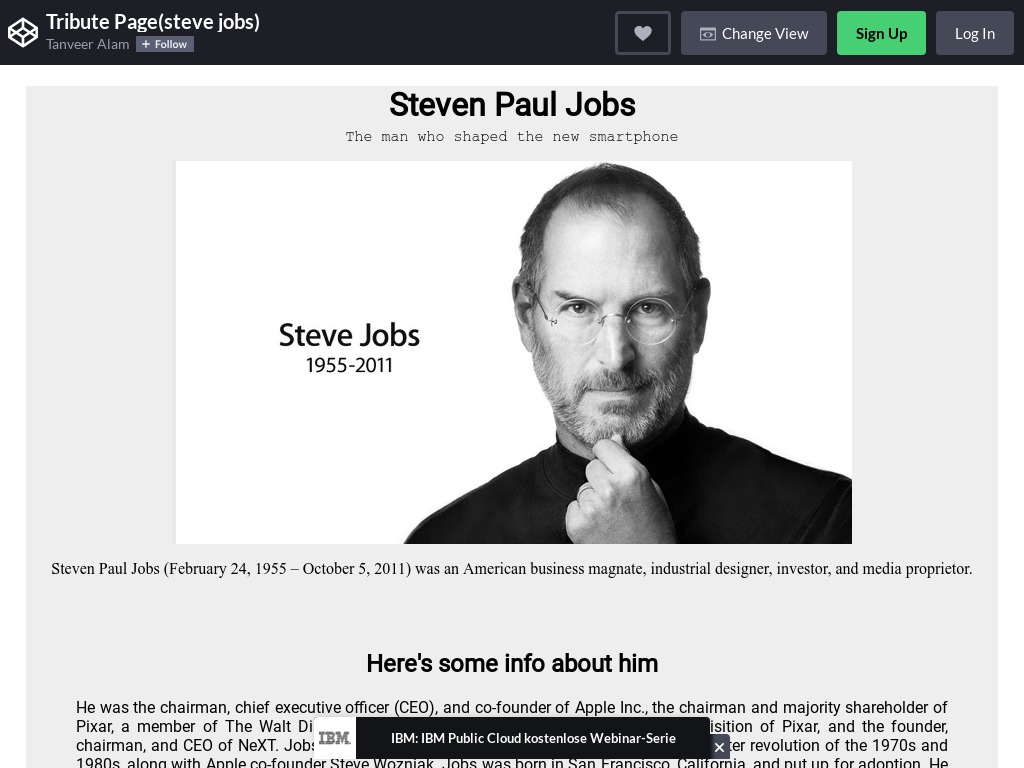 Tribute Page(steve jobs)
Tanveer Alam + Follow
Change View
Sign Up
Log In
Steven Paul Jobs
The man who shaped the new smartphone
Steve Jobs
1955-2011
Steven Paul Jobs (February 24, 1955 – October 5, 2011) was an American business magnate, industrial designer, investor, and media proprietor.
Here's some info about him
He was the chairman, chief executive officer (CEO), and co-founder of Apple Inc., the chairman and majority shareholder of
Pixar, a member of The Walt of Pixar, and the founder,
chairman, and CEO of NeXT. revolution of the 1970s and
1980s, along with Apple co-founder Steve Wozniak. Jobs was born in San Francisco, California, and put up for adoption. He
IBM
IBM: IBM Public Cloud kostenlose Webinar-Serie